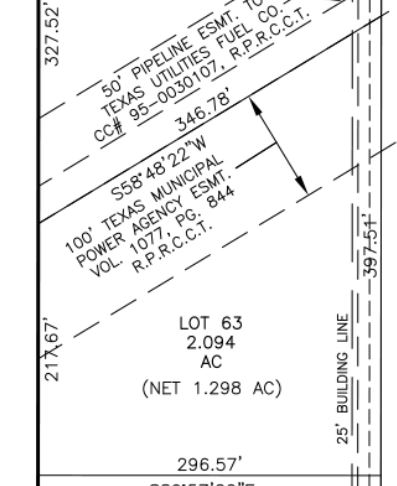 327.52'
50' PIPELINE ESMT. TO
TEXAS UTILITIES FUEL CO.
CC# 95-0030107, R.P.R.C.C.T.
346.78'
S58°48'22"W
100' TEXAS MUNICIPAL
POWER AGENCY ESMT.
VOL. 1077, PG. 844
R.P.R.C.C.T.
397.51'
217.67'
LOT 63
2.094
AC
(NET 1.298 AC)
25' BUILDING LINE
296.57'